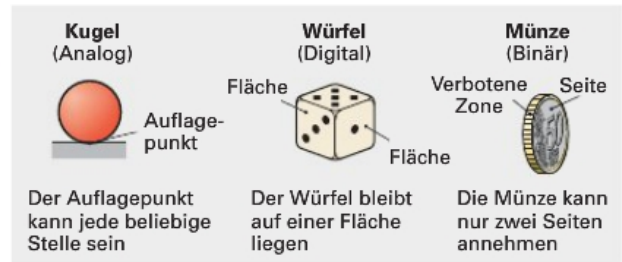 Kugel
(Analog)
Auflage-
punkt
Der Auflagepunkt
kann jede beliebige
Stelle sein
Würfel
(Digital)
Fläche
Fläche
Der Würfel bleibt
auf einer Fläche
liegen
Münze
(Binär)
Verbotene
Zone
Seite
Die Münze kann
nur zwei Seiten
annehmen